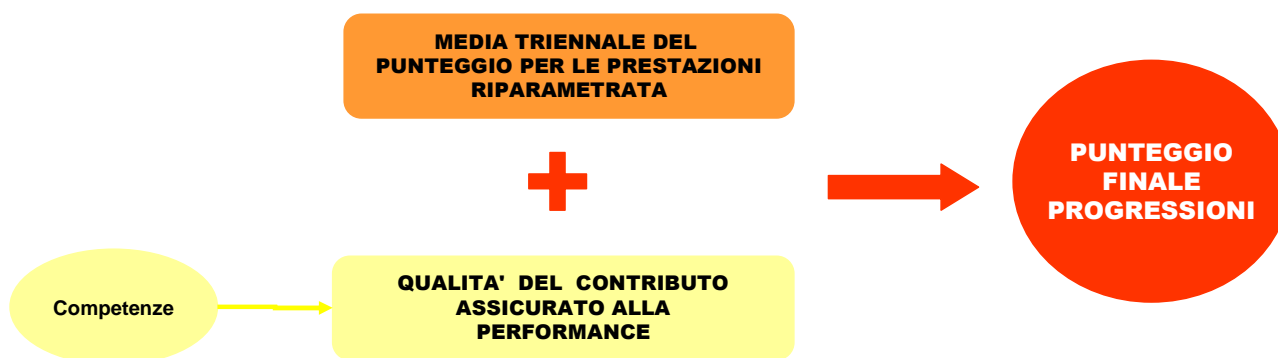 MEDIA TRIENNALE DEL
PUNTEGGIO PER LE PRESTAZIONI
RIPARAMETRATA
PUNTEGGIO
FINALE
PROGRESSIONI
Competenze
QUALITA' DEL CONTRIBUTO
ASSICURATO ALLA
PERFORMANCE